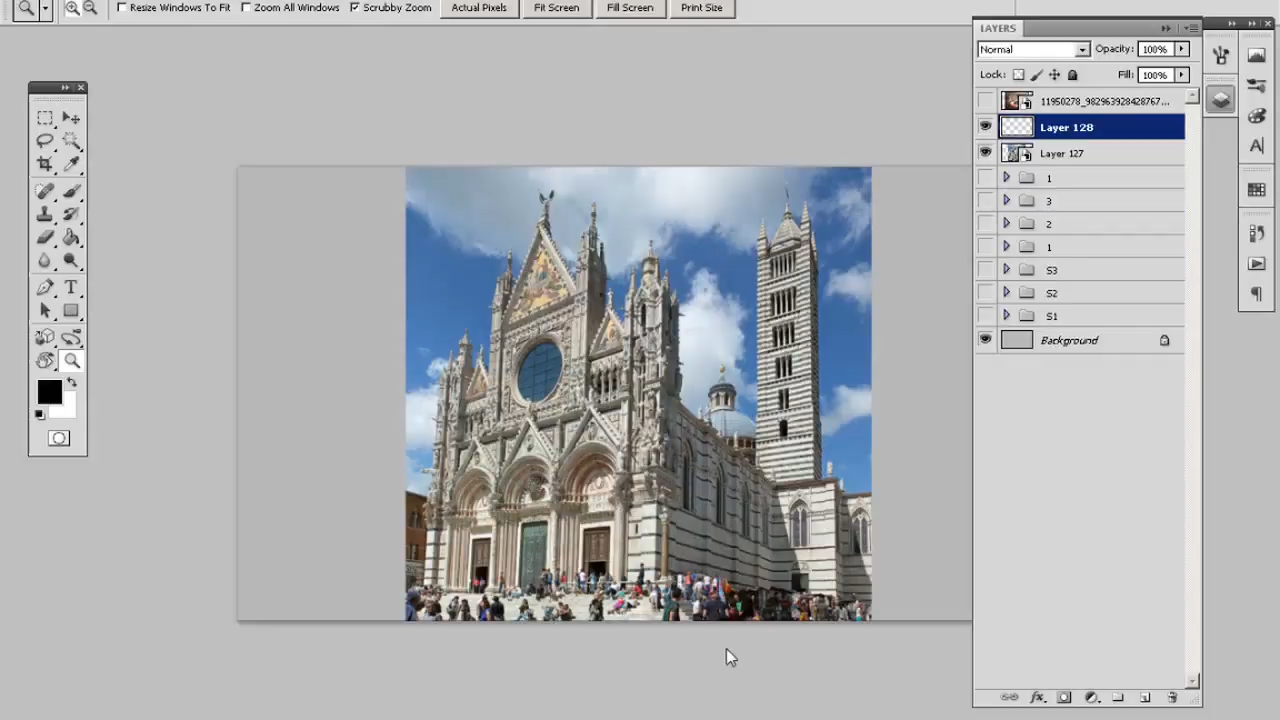 Resize Windows To Fit Zoom All Windows Scrubby Zoom Actual Pixels Fit Screen Fill Screen Print Size
LAYERS
Normal Opacity: 100%
Lock: Fill: 100%
11950278_982963928428767...
Layer 128
Layer 127
1
3
2
1
S3
S2
S1
Background